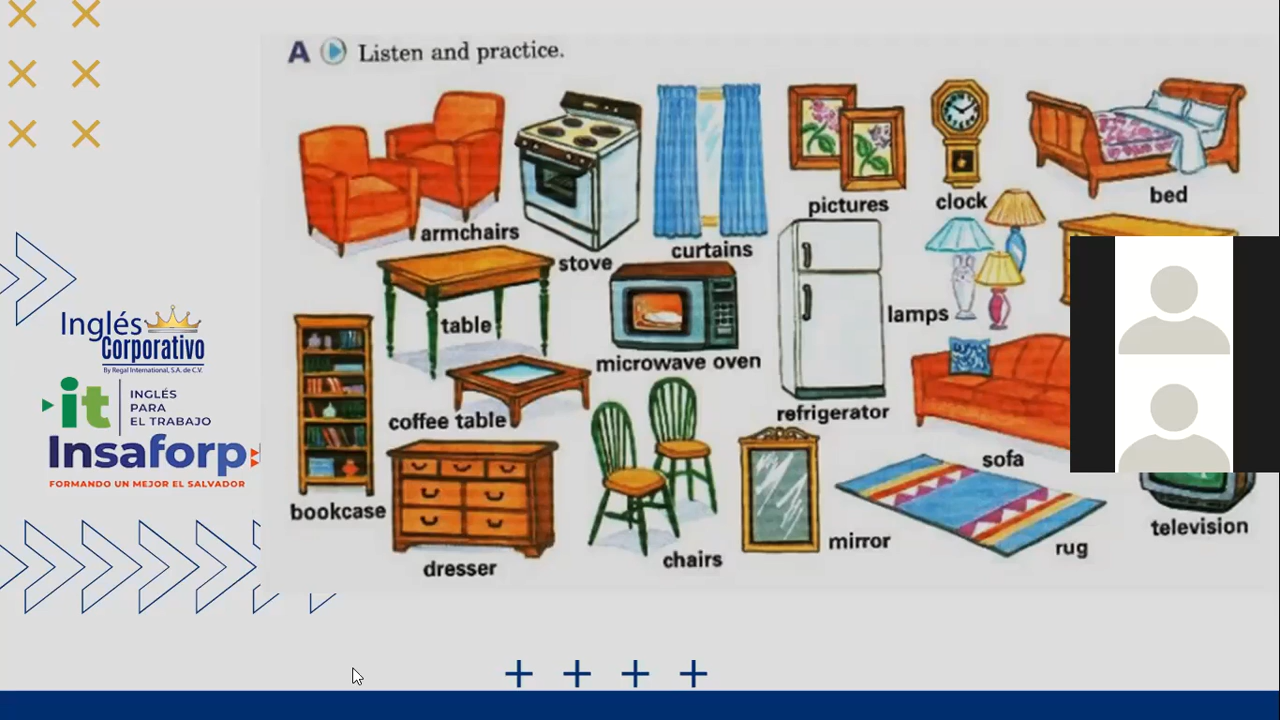 A Listen and practice.
armchairs
stove
curtains
pictures
clock
bed
table
microwave oven
refrigerator
lamps
coffee table
sofa
bookcase
dresser
chairs
mirror
rug
television
Inglés
Corporativo
By Regal International, S.A. de C.V.
it
INGLÉS
PARA
EL TRABAJO
Insaforp
FORMANDO UN MEJOR EL SALVADOR